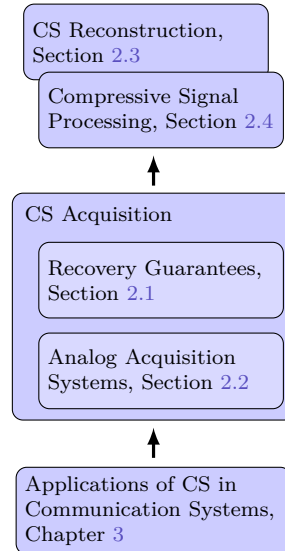 CS Reconstruction,
Section 2.3
Compressive Signal
Processing, Section 2.4
CS Acquisition
Recovery Guarantees,
Section 2.1
Analog Acquisition
Systems, Section 2.2
Applications of CS in
Communication Systems,
Chapter 3